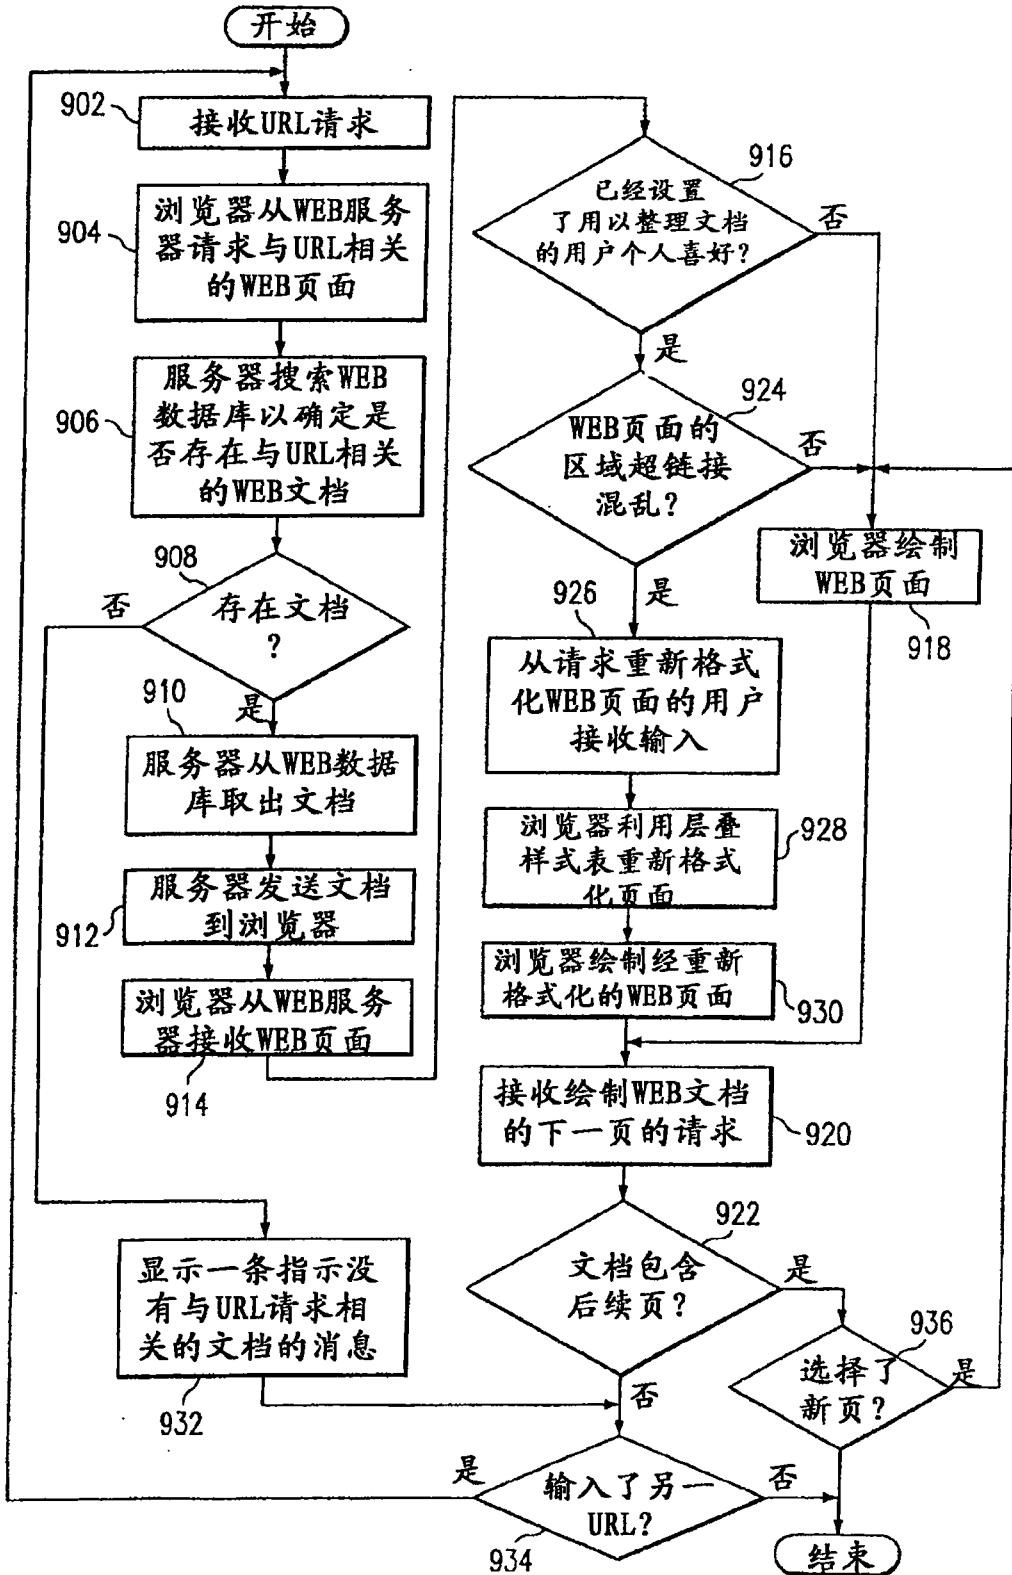 开始
902
接收URL请求
904
浏览器从WEB服务
器请求与URL相关
的WEB页面
906
服务器搜索WEB
数据库以确定是
否存在与URL相关
的WEB文档
908
否
存在文档
?
是
910
服务器从WEB数据
库取出文档
912
服务器发送文档
到浏览器
浏览器从WEB服务
器接收WEB页面
914
显示一条指示没
有与URL请求相
关的文档的消息
932
916
已经设置
了用以整理文档
的用户个人喜好?
否
是
924
WEB页面的
区域超链接
混乱?
否
是
浏览器绘制
WEB页面
918
926
从请求重新格式
化WEB页面的用户
接收输入
浏览器利用层叠
样式表重新格式
化页面
928
浏览器绘制经重新
格式化的WEB页面
930
接收绘制WEB文档
的下一页的请求
920
922
文档包含
后续页?
是
否
936
选择了
新页?
是
是
输入了另一
URL?
否
934
结束